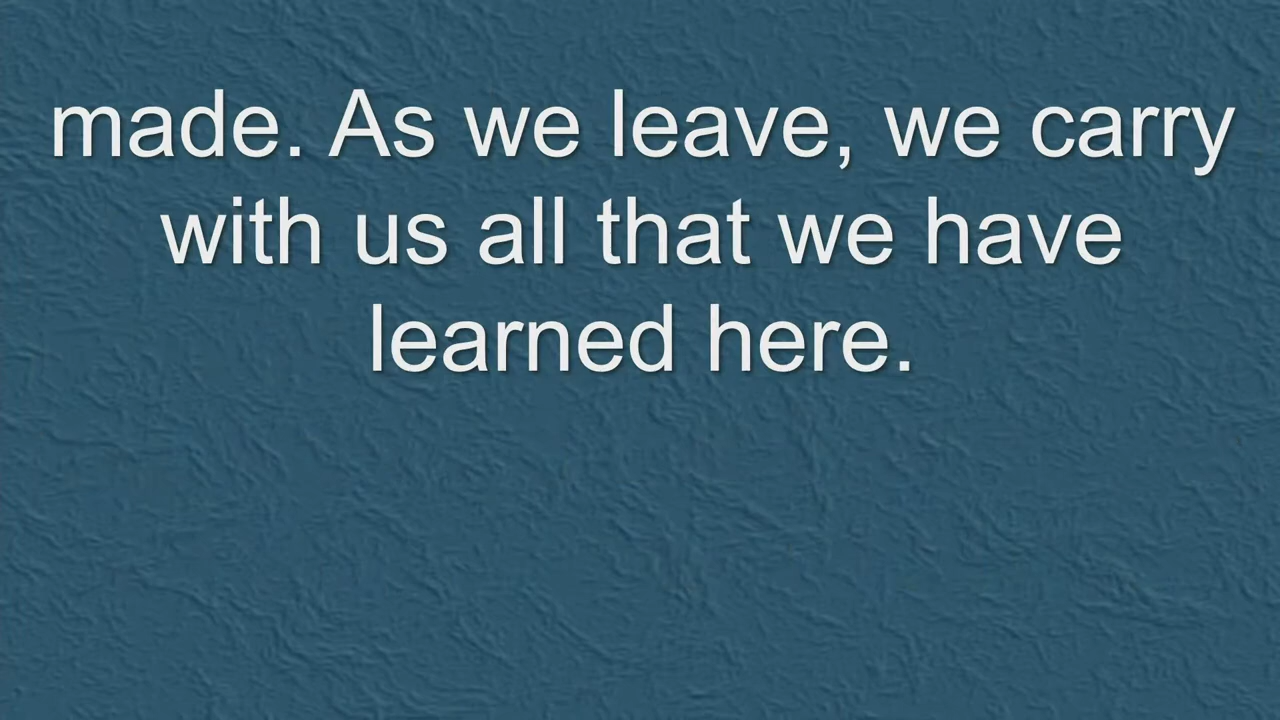 made. As we leave, we carry
with us all that we have
learned here.